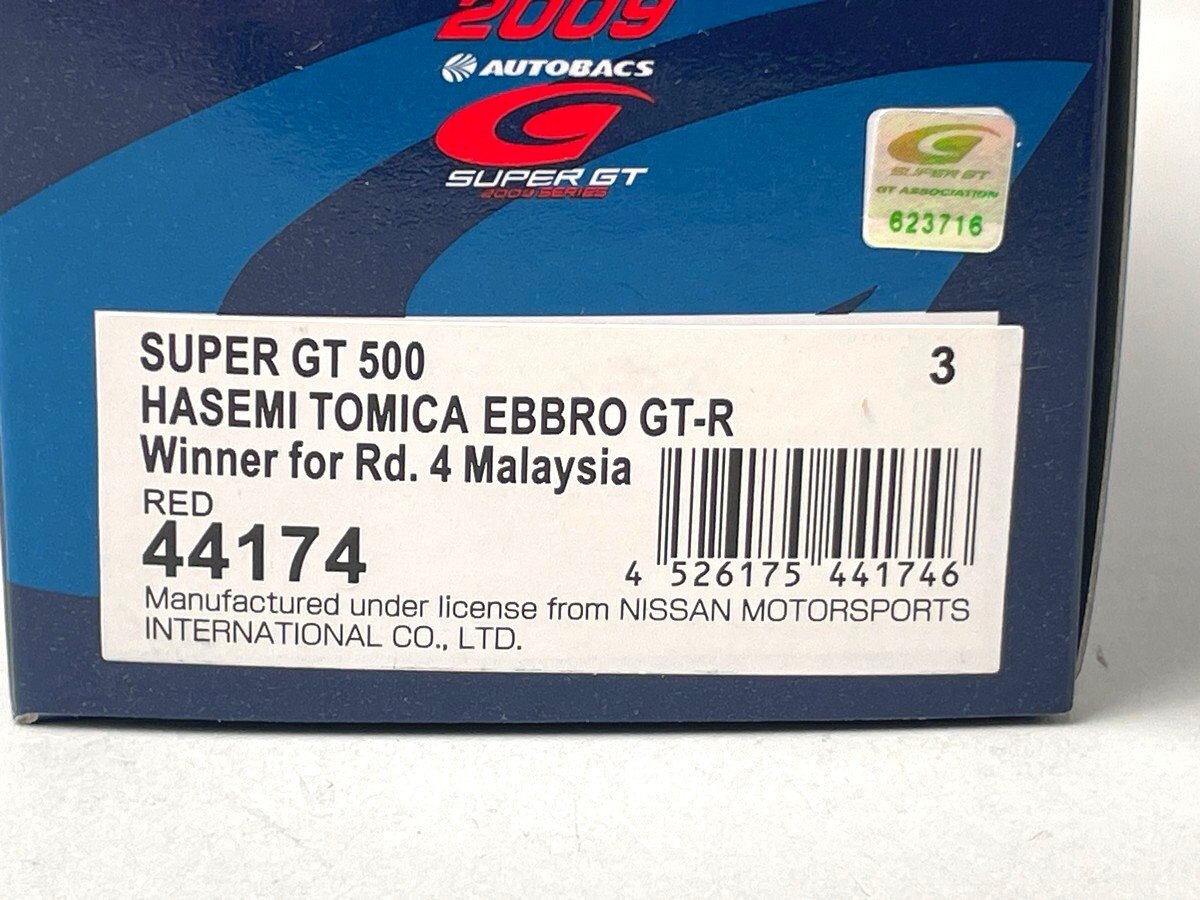 2009
AUTOBACS
SUPER GT
2009 SERIES
SUPER GT
GT ASSOCIATION
623716
SUPER GT 500
3
HASEMI TOMICA EBBRO GT-R
Winner for Rd. 4 Malaysia
RED
44174
4 526175 441746
Manufactured under license from NISSAN MOTORSPORTS
INTERNATIONAL CO., LTD.